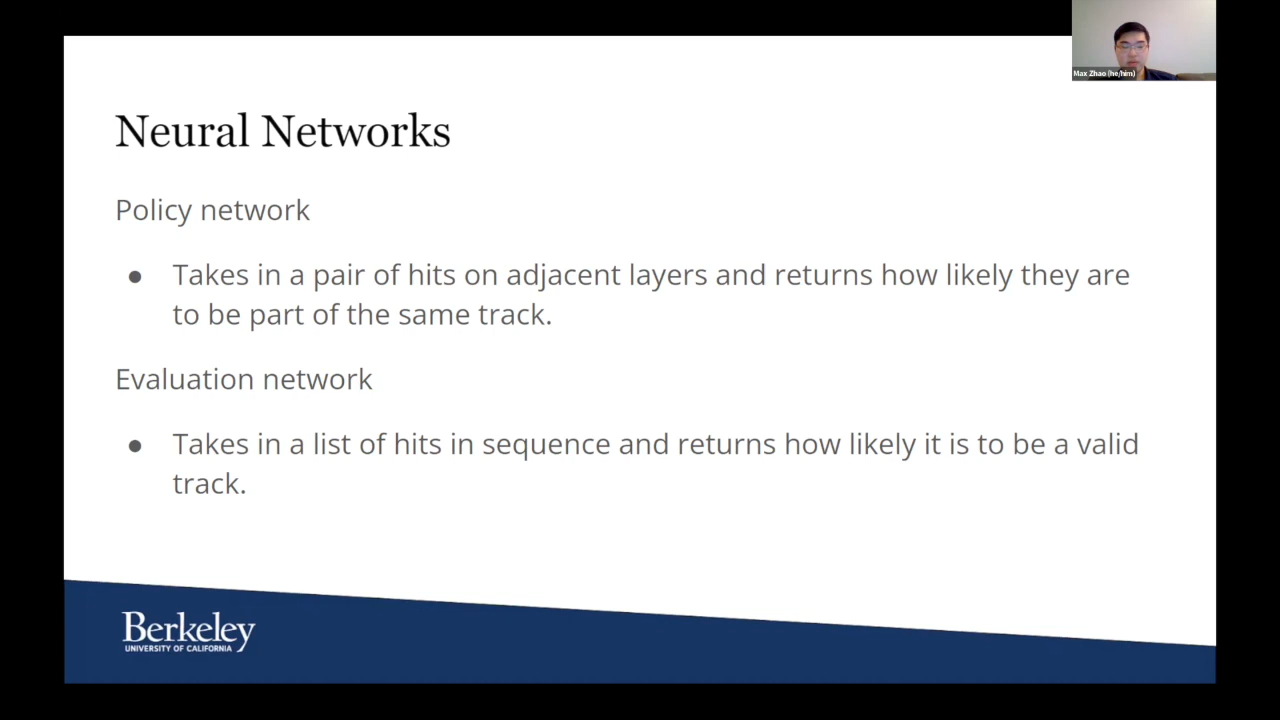 Max Zhao (he/him)
Neural Networks
Policy network
● Takes in a pair of hits on adjacent layers and returns how likely they are
to be part of the same track.
Evaluation network
● Takes in a list of hits in sequence and returns how likely it is to be a valid
track.
Berkeley
UNIVERSITY OF CALIFORNIA